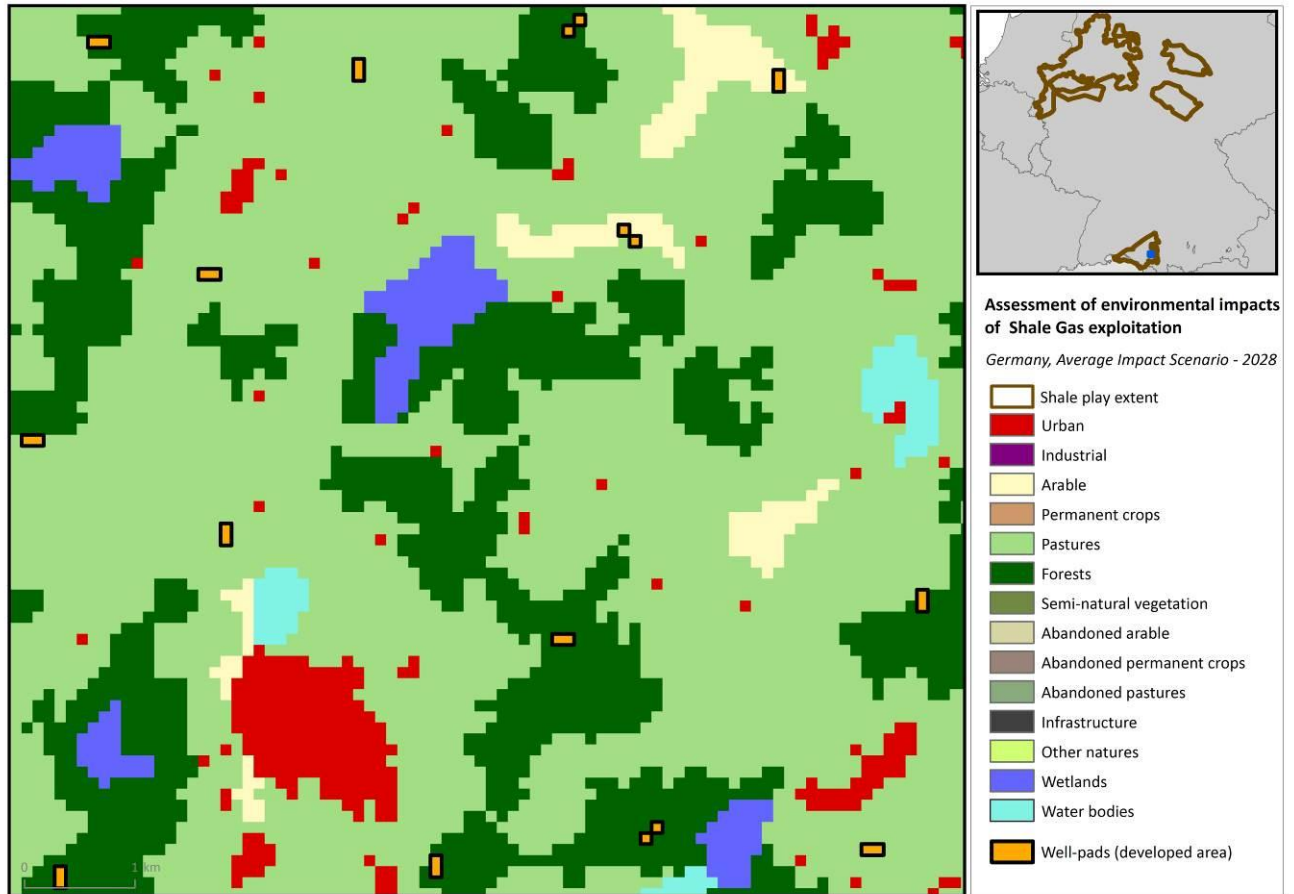 Assessment of environmental impacts
of Shale Gas exploitation
Germany, Average Impact Scenario - 2028
Shale play extent
Urban
Industrial
Arable
Permanent crops
Pastures
Forests
Semi-natural vegetation
Abandoned arable
Abandoned permanent crops
Abandoned pastures
Infrastructure
Other natures
Wetlands
Water bodies
Well-pads (developed area)
0 1 km